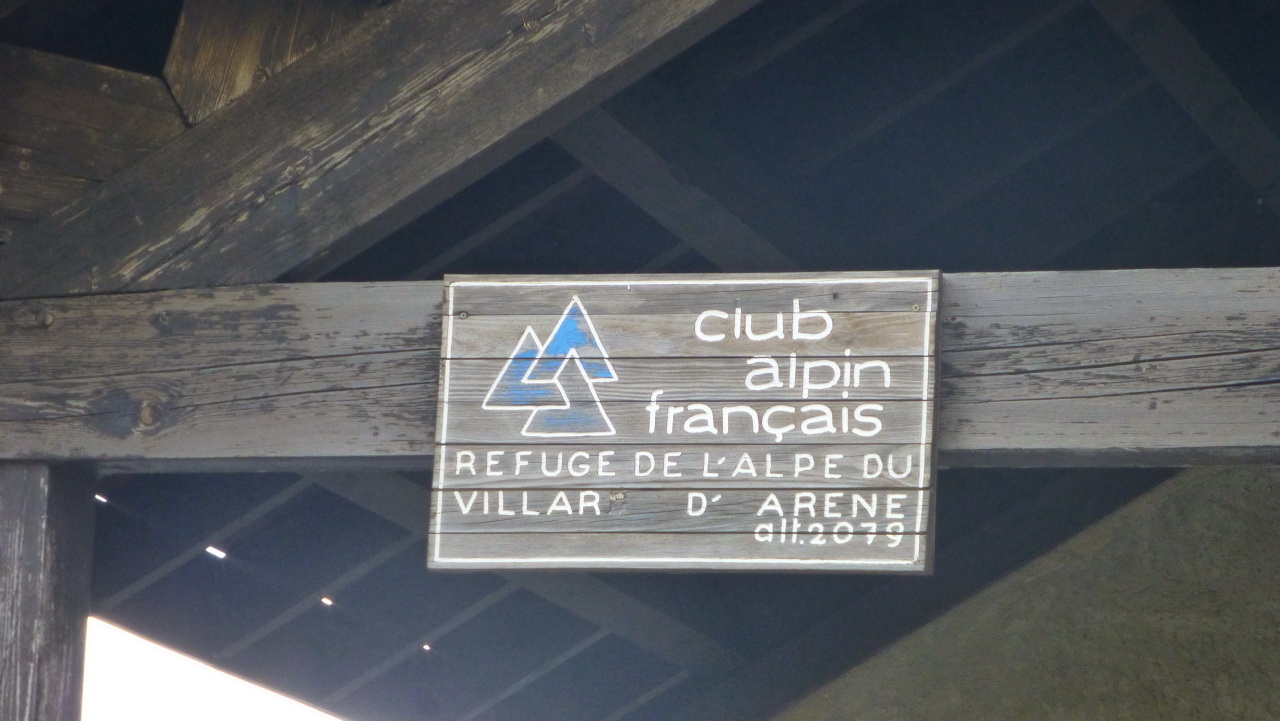 club
alpin
français
REFUGE DE L'ALPE DU
VILLAR D' ARENE
alt.2079